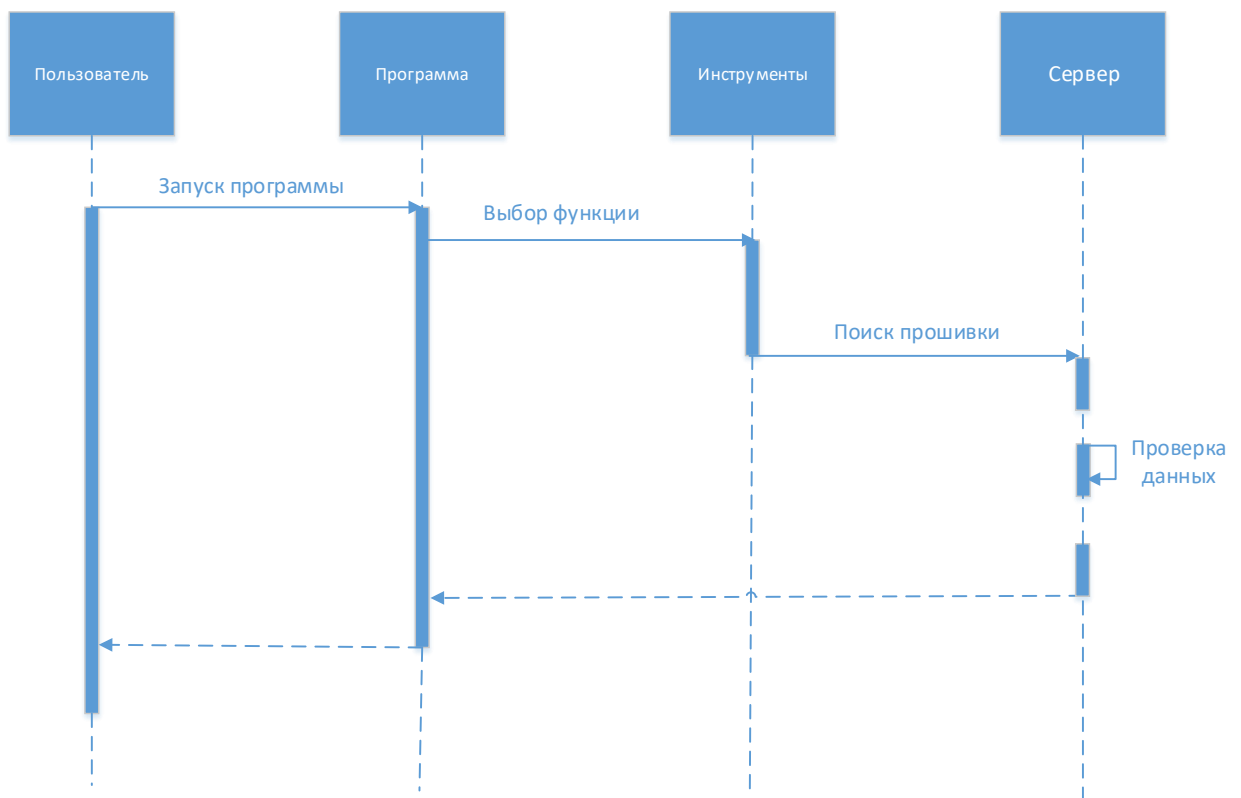 Пользователь
Программа
Инструменты
Сервер
Запуск программы
Выбор функции
Поиск прошивки
Проверка
данных